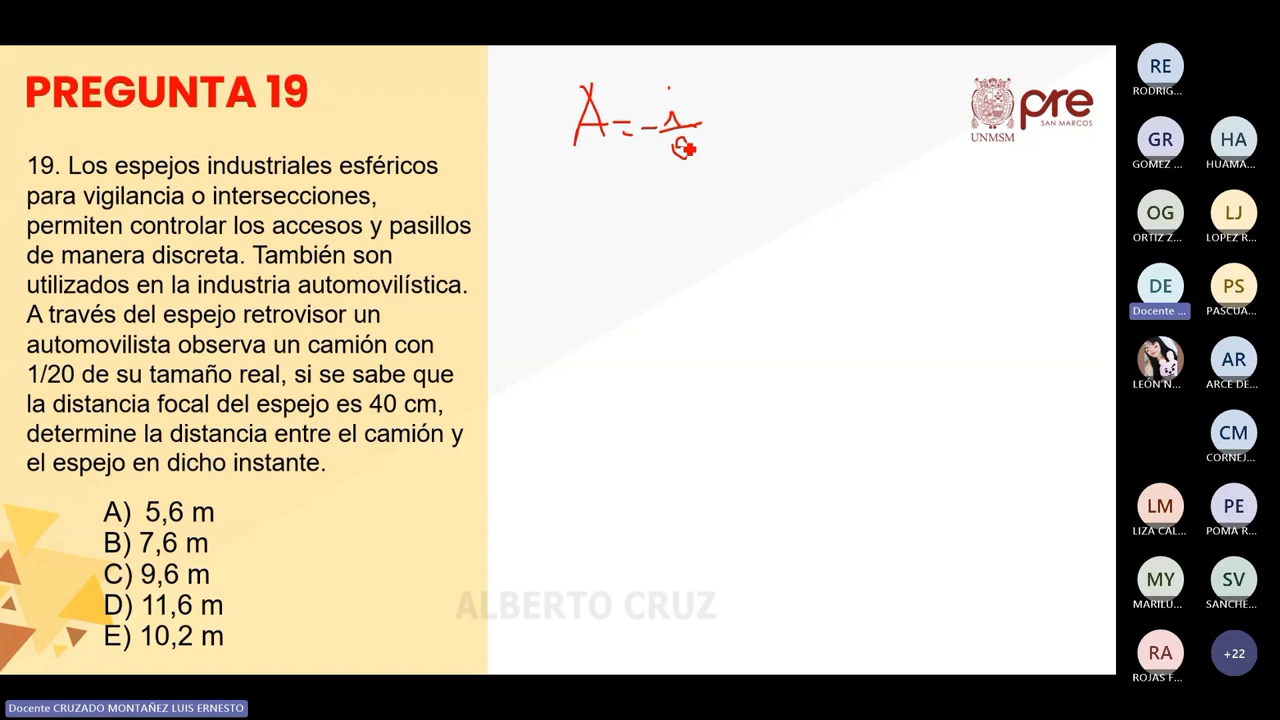 PREGUNTA 19
19. Los espejos industriales esféricos
para vigilancia o intersecciones,
permiten controlar los accesos y pasillos
de manera discreta. También son
utilizados en la industria automovilística.
A través del espejo retrovisor un
automovilista observa un camión con
1/20 de su tamaño real, si se sabe que
la distancia focal del espejo es 40 cm,
determine la distancia entre el camión y
el espejo en dicho instante.
A) 5,6 m
B) 7,6 m
C) 9,6 m
D) 11,6 m
E) 10,2 m
A = - i
UNMSM
pre
SAN MARCOS
ALBERTO CRUZ
RE
RODRIG...
GR
GOMEZ ...
HA
HUAMA...
OG
ORTIZ Z...
LJ
LOPEZ R...
DE
Docente ...
PS
PASCUA...
LEÓN N...
AR
ARCE DE...
CM
CORNEJ...
LM
LIZA CAL...
PE
POMA R...
MY
MARILU...
SV
SANCHE...
RA
ROJAS F...
+22
Docente CRUZADO MONTAÑEZ LUIS ERNESTO